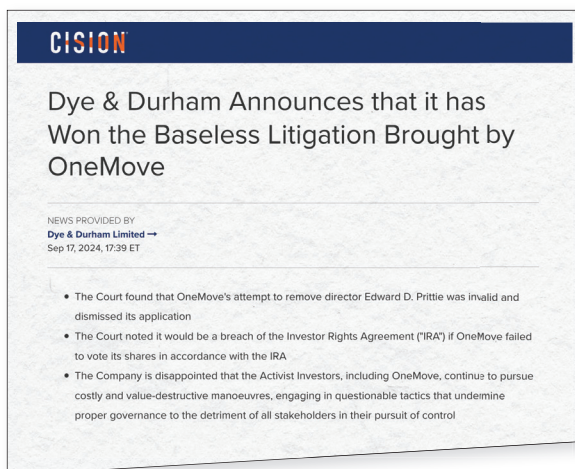 CISION
Dye & Durham Announces that it has
Won the Baseless Litigation Brought by
OneMove
NEWS PROVIDED BY
Dye & Durham Limited →
Sep 17, 2024, 17:39 ET
• The Court found that OneMove's attempt to remove director Edward D. Prittie was invalid and
dismissed its application
• The Court noted it would be a breach of the Investor Rights Agreement ("IRA") if OneMove failed
to vote its shares in accordance with the IRA
• The Company is disappointed that the Activist Investors, including OneMove, continue to pursue
costly and value-destructive manoeuvres, engaging in questionable tactics that undermine
proper governance to the detriment of all stakeholders in their pursuit of control